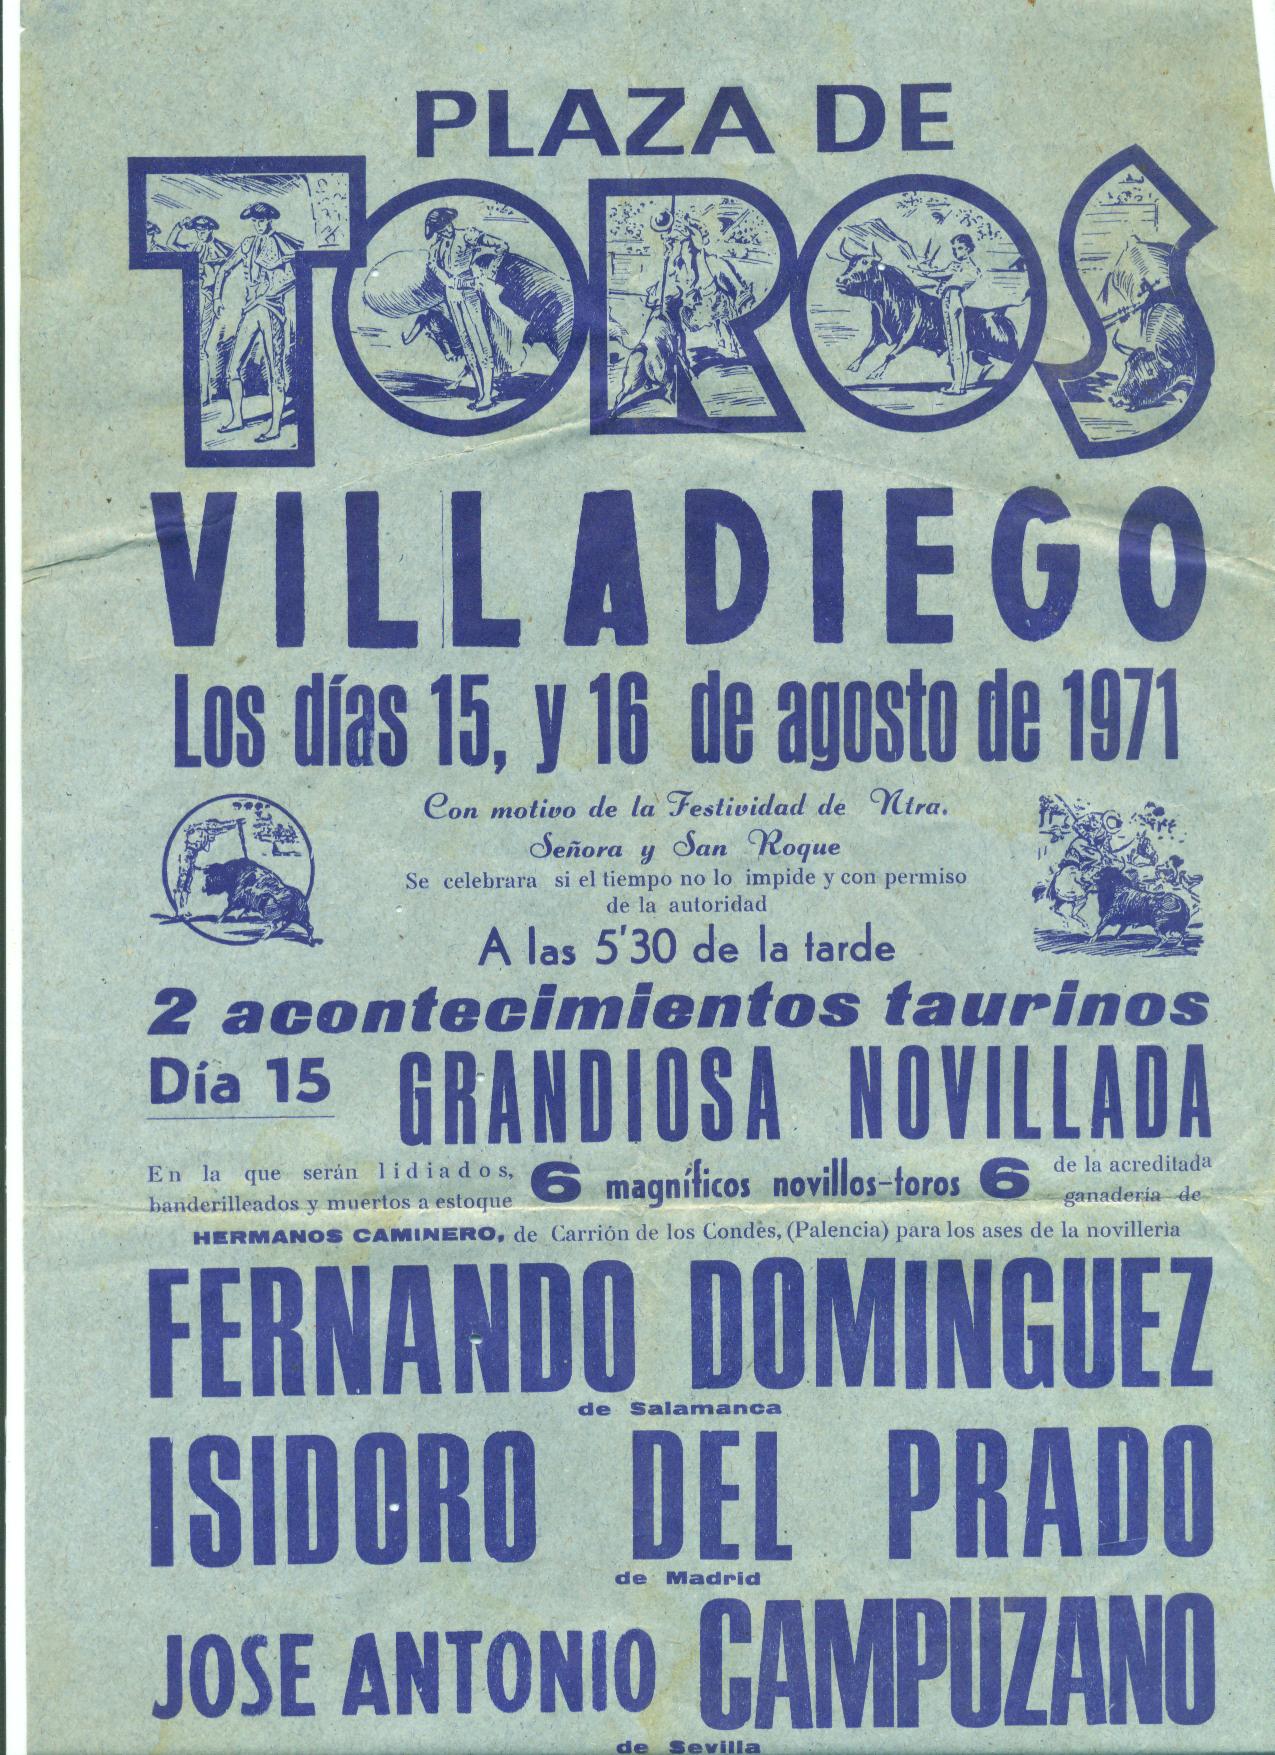 PLAZA DE
TOROS
VILLADIEGO
Los días 15, y 16 de agosto de 1971
Con motivo de la Festividad de Ntra.
Señora y San Roque
Se celebrara si el tiempo no lo impide y con permiso
de la autoridad
A las 5'30 de la tarde
2 acontecimientos taurinos
Día 15 GRANDIOSA NOVILLADA
En la que serán lidiados, banderilleados y muertos a estoque 6 magníficos novillos-toros 6 de la acreditada ganadería de
HERMANOS CAMINERO, de Carrión de los Condes, (Palencia) para los ases de la novillería
FERNANDO DOMINGUEZ
de Salamanca
ISIDORO DEL PRADO
de Madrid
JOSE ANTONIO CAMPUZANO
de Sevilla